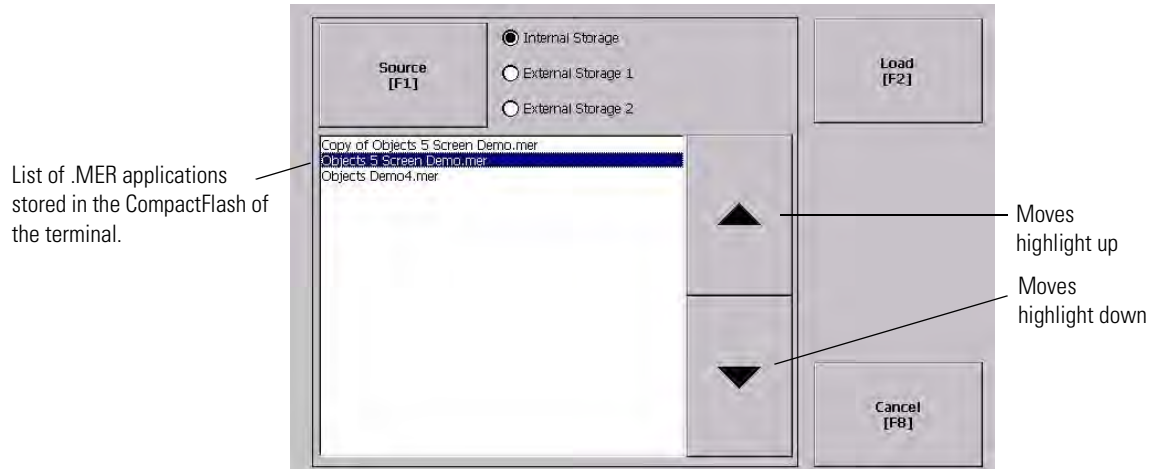 Source
[F1]
Internal Storage
External Storage 1
External Storage 2
Load
[F2]
Copy of Objects 5 Screen Demo.mer
Objects 5 Screen Demo.mer
Objects Demo4.mer
List of .MER applications
stored in the CompactFlash of
the terminal.
Moves
highlight up
Moves
highlight down
Cancel
[F8]